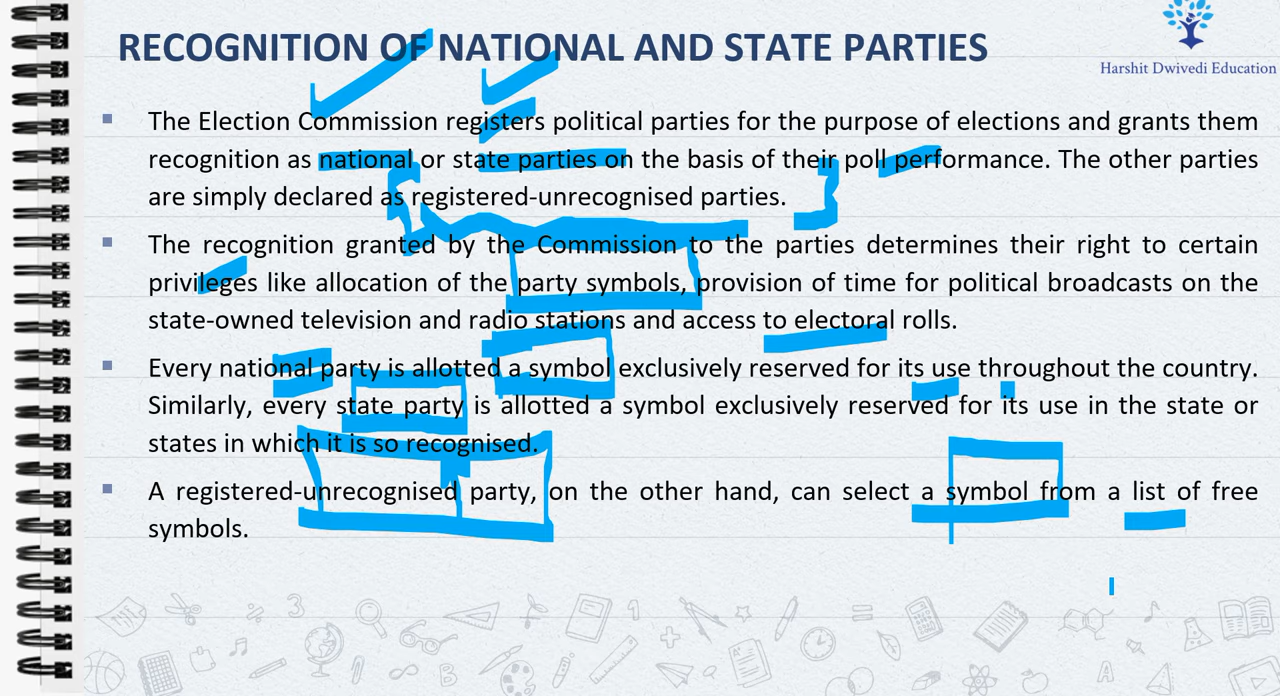 RECOGNITION OF NATIONAL AND STATE PARTIES
Harshit Dwivedi Education
The Election Commission registers political parties for the purpose of elections and grants them
recognition as national or state parties on the basis of their poll performance. The other parties
are simply declared as registered-unrecognised parties.
The recognition granted by the Commission to the parties determines their right to certain
privileges like allocation of the party symbols, provision of time for political broadcasts on the
state-owned television and radio stations and access to electoral rolls.
Every national party is allotted a symbol exclusively reserved for its use throughout the country.
Similarly, every state party is allotted a symbol exclusively reserved for its use in the state or
states in which it is so recognised.
A registered-unrecognised party, on the other hand, can select a symbol from a list of free
symbols.